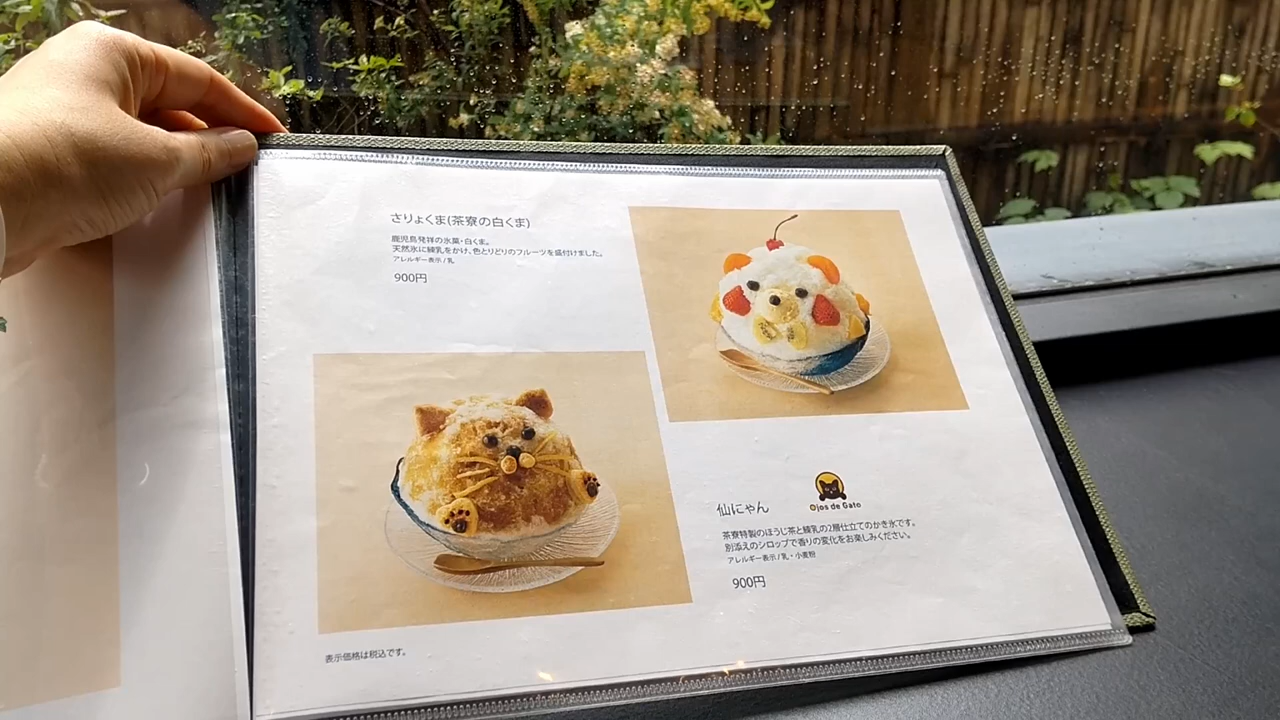 さりょくま(茶寮の白くま)
鹿児島発祥の氷菓・白くま。
天然氷に練乳をかけ、色とりどりのフルーツを盛付けました。
アレルギー表示/乳
900円
仙にゃん
Ojos de Gato
茶寮特製のほうじ茶と練乳の2層仕立てのかき氷です。
別添えのシロップで香りの変化をお楽しみください。
アレルギー表示/乳・小麦粉
900円
表示価格は税込です。